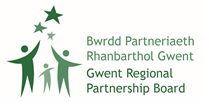 Bwrdd Partneriaeth
Rhanbarthol Gwent
Gwent Regional
Partnership Board